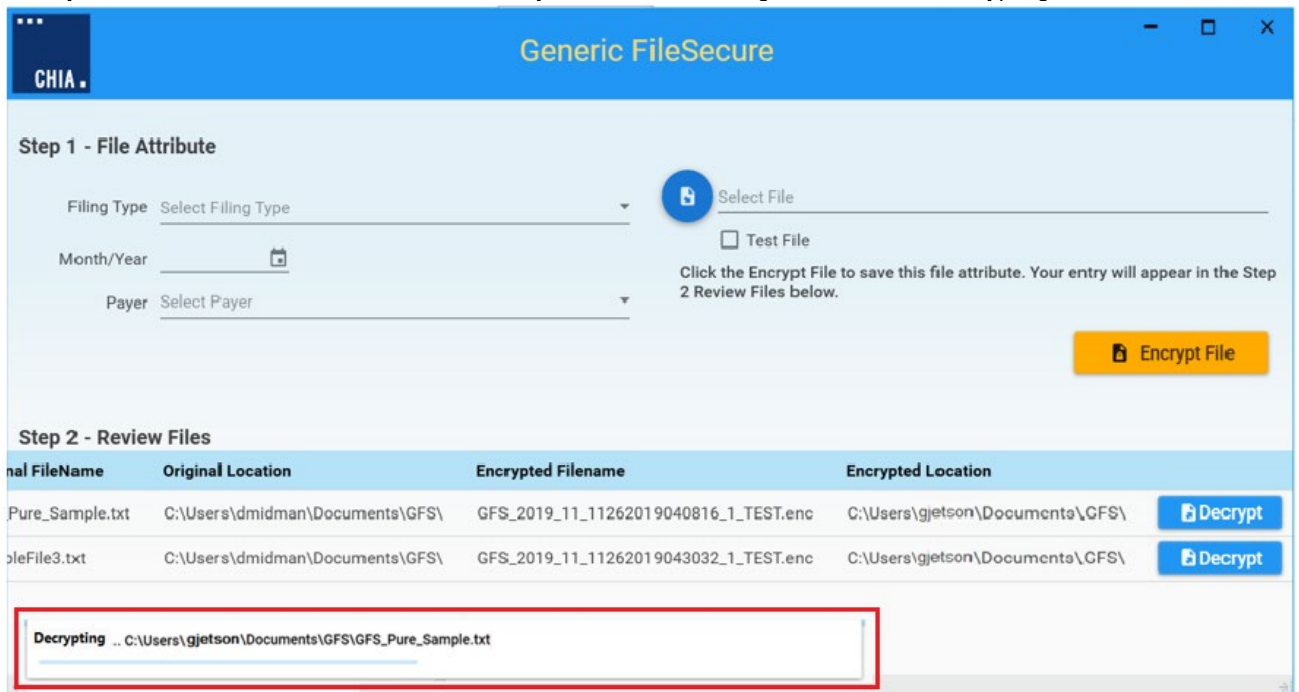 CHIA.
Generic FileSecure
Step 1 - File Attribute
Filing Type Select Filing Type
Select File
Test File
Month/Year
Click the Encrypt File to save this file attribute. Your entry will appear in the Step
2 Review Files below.
Payer Select Payer
Encrypt File
Step 2 - Review Files
nal FileName Original Location Encrypted Filename Encrypted Location
Pure_Sample.txt C:\Users\dmidman\Documents\GFS\ GFS_2019_11_11262019040816_1_TEST.enc C:\Users\gjetson\Documents\GFS\ Decrypt
pleFile3.txt C:\Users\dmidman\Documents\GFS\ GFS_2019_11_11262019043032_1_TEST.enc C:\Users\gjetson\Documents\GFS\ Decrypt
Decrypting .. C:\Users\gjetson\Documents\GFS\GFS_Pure_Sample.txt